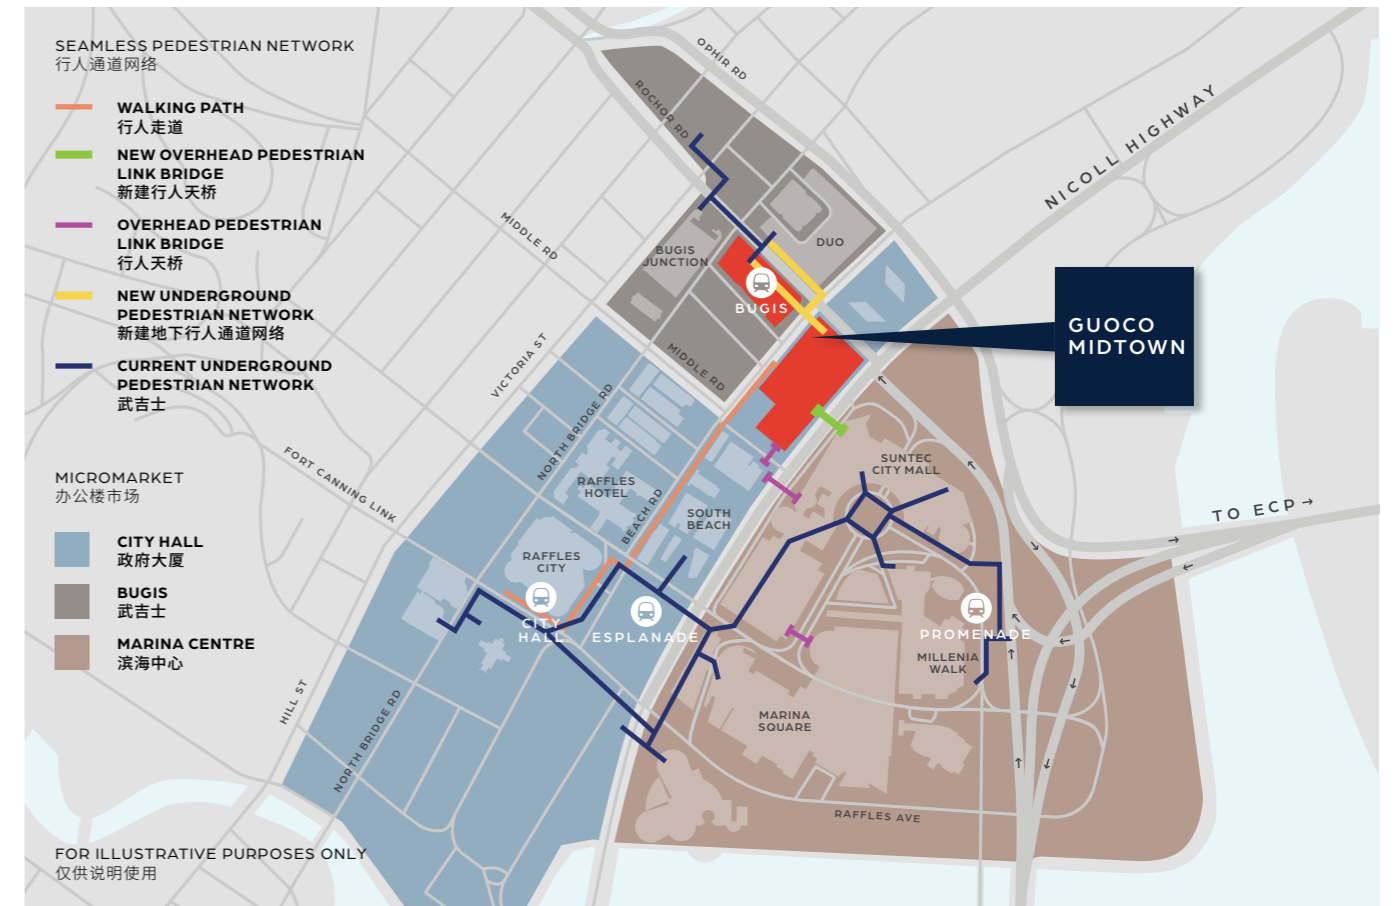 SEAMLESS PEDESTRIAN NETWORK
行人通道网络
WALKING PATH
行人走道
NEW OVERHEAD PEDESTRIAN
LINK BRIDGE
新建行人天桥
OVERHEAD PEDESTRIAN
LINK BRIDGE
行人天桥
NEW UNDERGROUND
PEDESTRIAN NETWORK
新建地下行人通道网络
CURRENT UNDERGROUND
PEDESTRIAN NETWORK
武吉士
MICROMARKET
办公楼市场
CITY HALL
政府大厦
BUGIS
武吉士
MARINA CENTRE
滨海中心
FOR ILLUSTRATIVE PURPOSES ONLY
仅供说明使用
OPHIR RD
ROCHOR RD
NICOLL HIGHWAY
MIDDLE RD
BUGIS
JUNCTION
DUO
BUGIS
GUOCO
MIDTOWN
MIDDLE RD
VICTORIA ST
NORTH BRIDGE RD
FORT CANNING LINK
RAFFLES
HOTEL
BEACH RD
SOUTH
BEACH
SUNTEC
CITY MALL
TO ECP →
RAFFLES
CITY
CITY
HALL
ESPLANADE
PROMENADE
MILLENIA
WALK
MARINA
SQUARE
HILL ST
NORTH BRIDGE RD
RAFFLES AVE